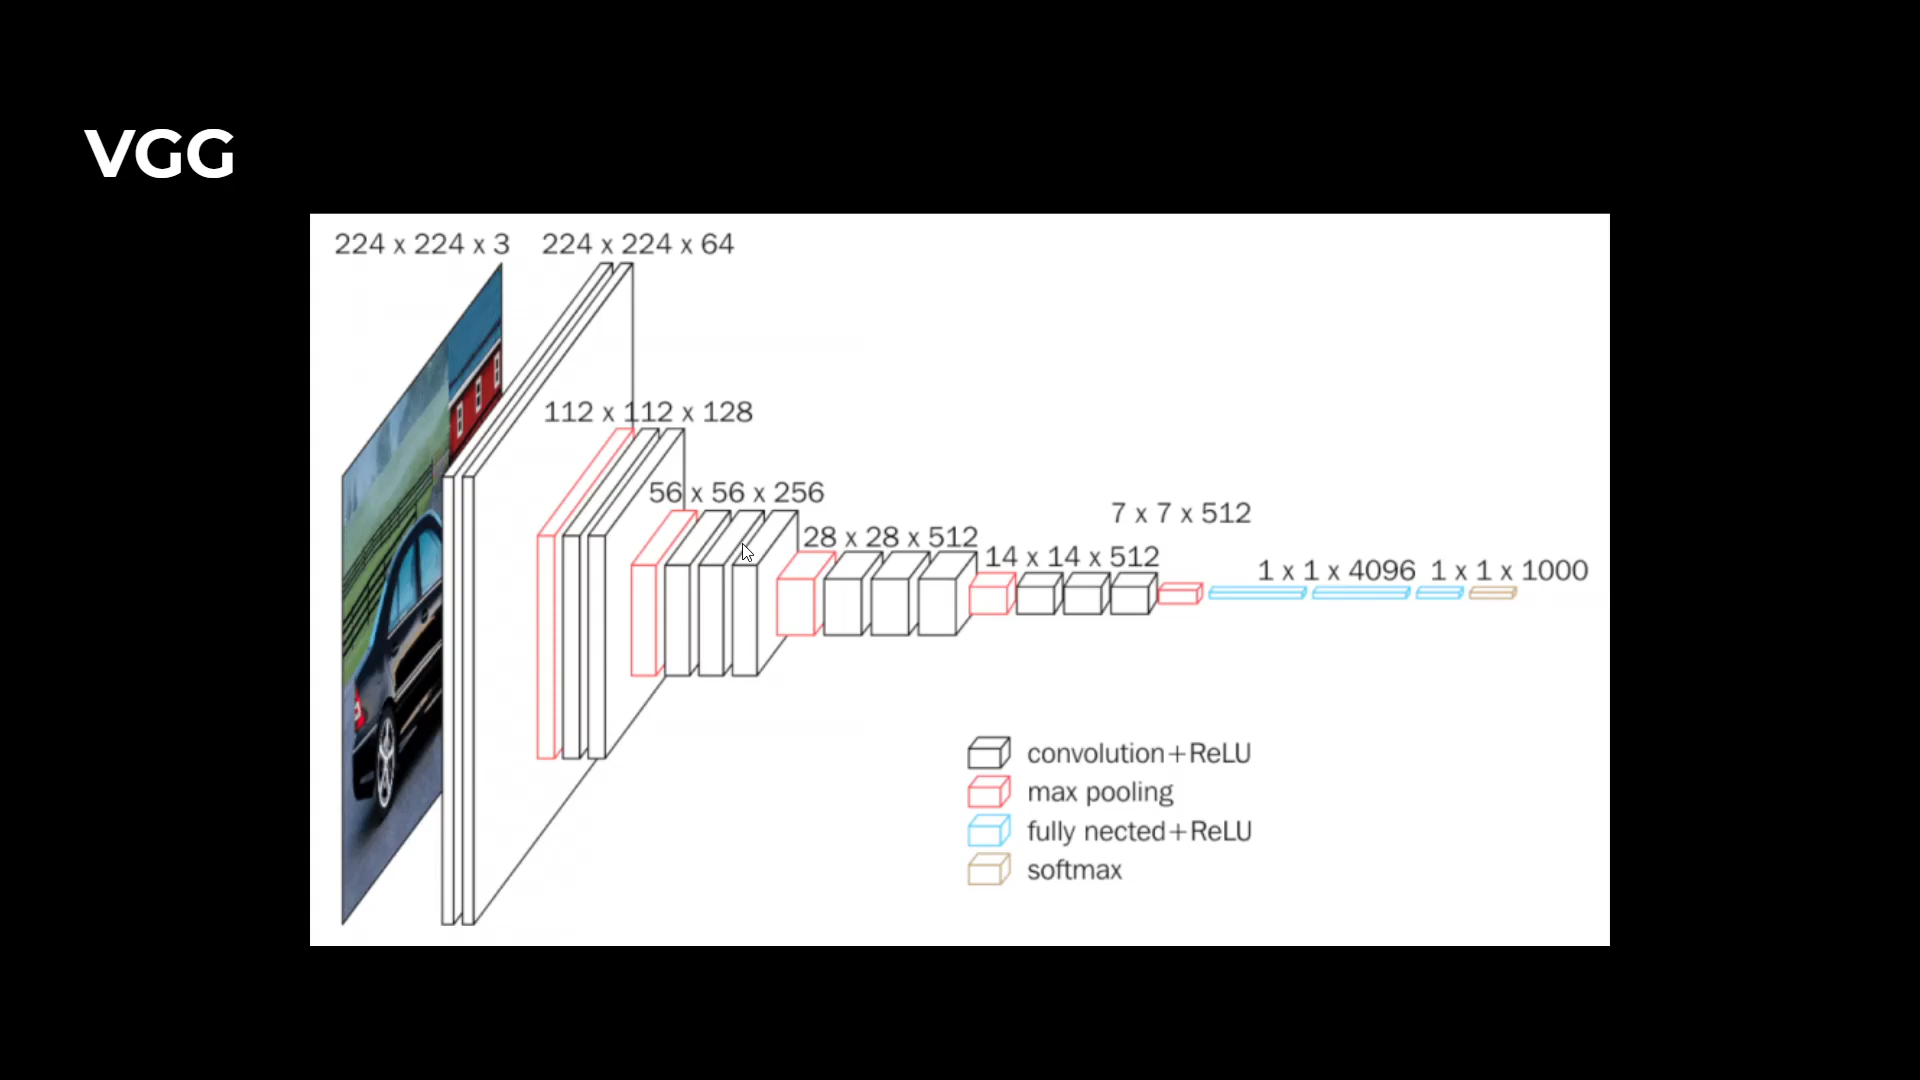 VGG
224 x 224 x 3
224 x 224 x 64
112 x 112 x 128
56 x 56 x 256
28 x 28 x 512
14 x 14 x 512
7 x 7 x 512
1 x 1 x 4096
1 x 1 x 1000
convolution+ReLU
max pooling
fully nected+ReLU
softmax